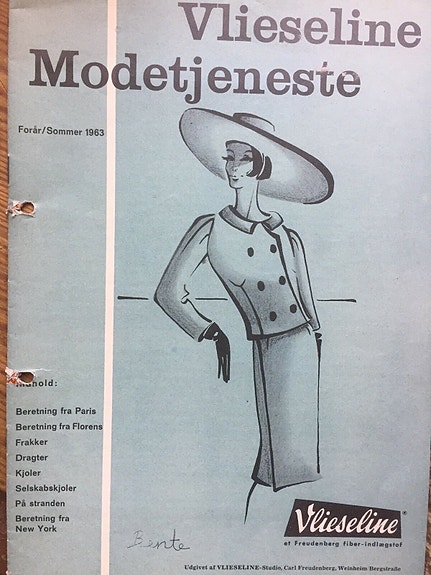 Vlieseline
Modetjeneste
Forår/Sommer 1963
Indhold:
Beretning fra Paris
Beretning fra Florens
Frakker
Dragter
Kjoler
Selskabskjoler
På stranden
Beretning fra
New York
Bente
Vlieseline®
et Freudenberg fiber-indlægstof
Udgivet af VLIESELINE-Studio, Carl Freudenberg, Weinheim Bergstraße